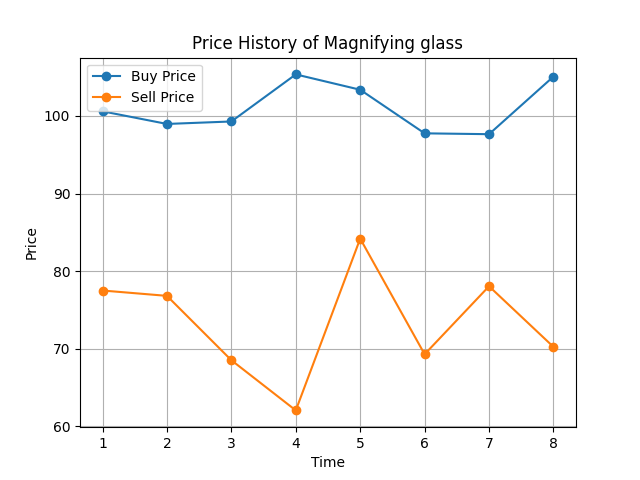 Price History of Magnifying glass
Buy Price
Sell Price
100
90
80
70
60
Price
1 2 3 4 5 6 7 8
Time